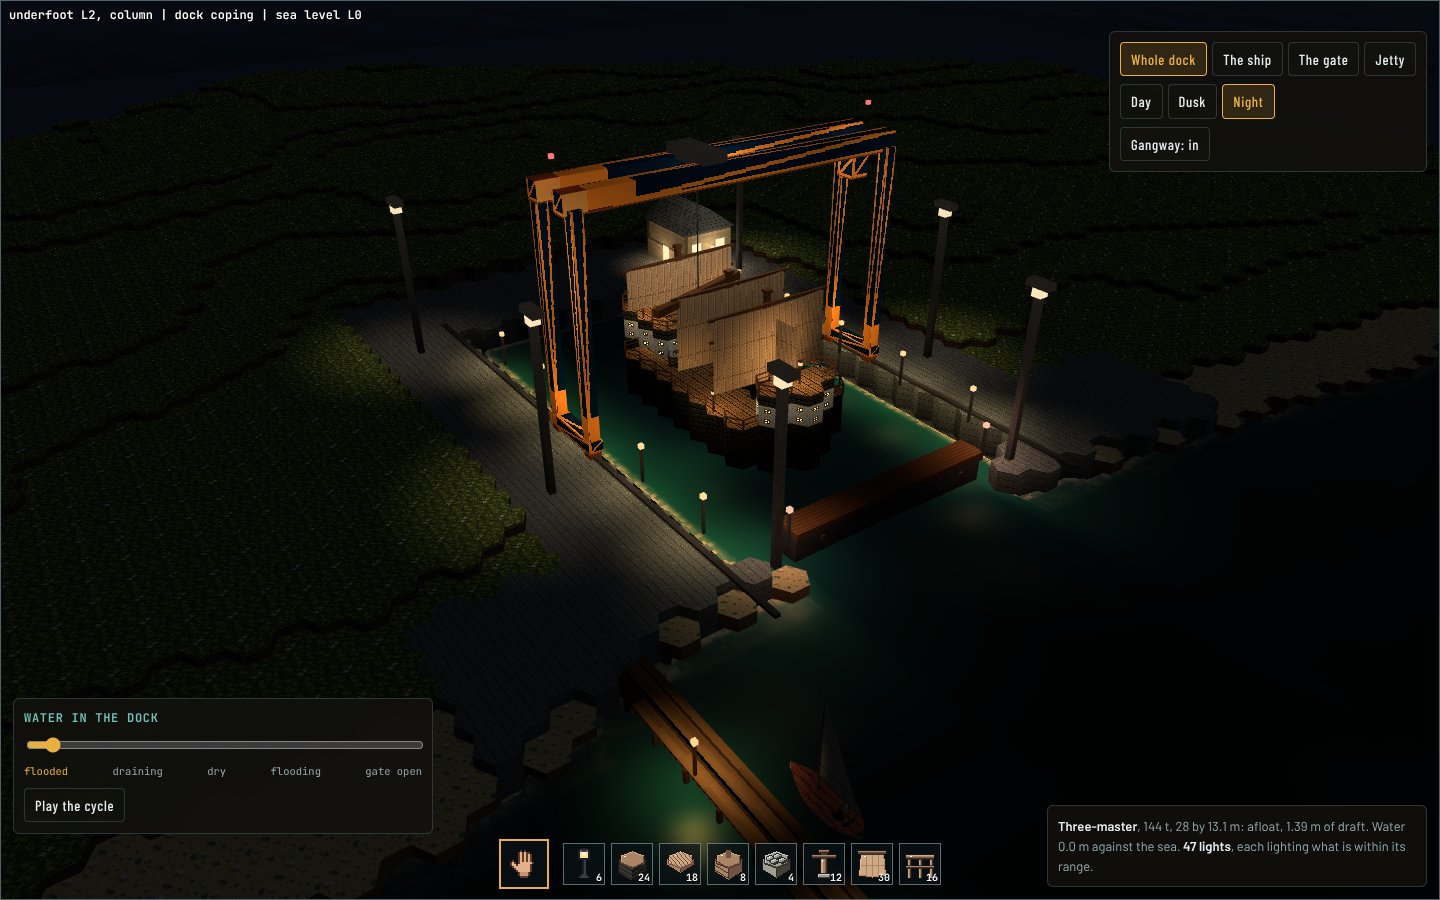 underfoot L2, column | dock coping | sea level L0
Whole dock
The ship
The gate
Jetty
Day
Dusk
Night
Gangway: in
WATER IN THE DOCK
flooded
draining
dry
flooding
gate open
Play the cycle
6
24
18
8
4
12
30
16
Three-master, 144 t, 28 by 13.1 m: afloat, 1.39 m of draft. Water
0.0 m against the sea. 47 lights, each lighting what is within its
range.